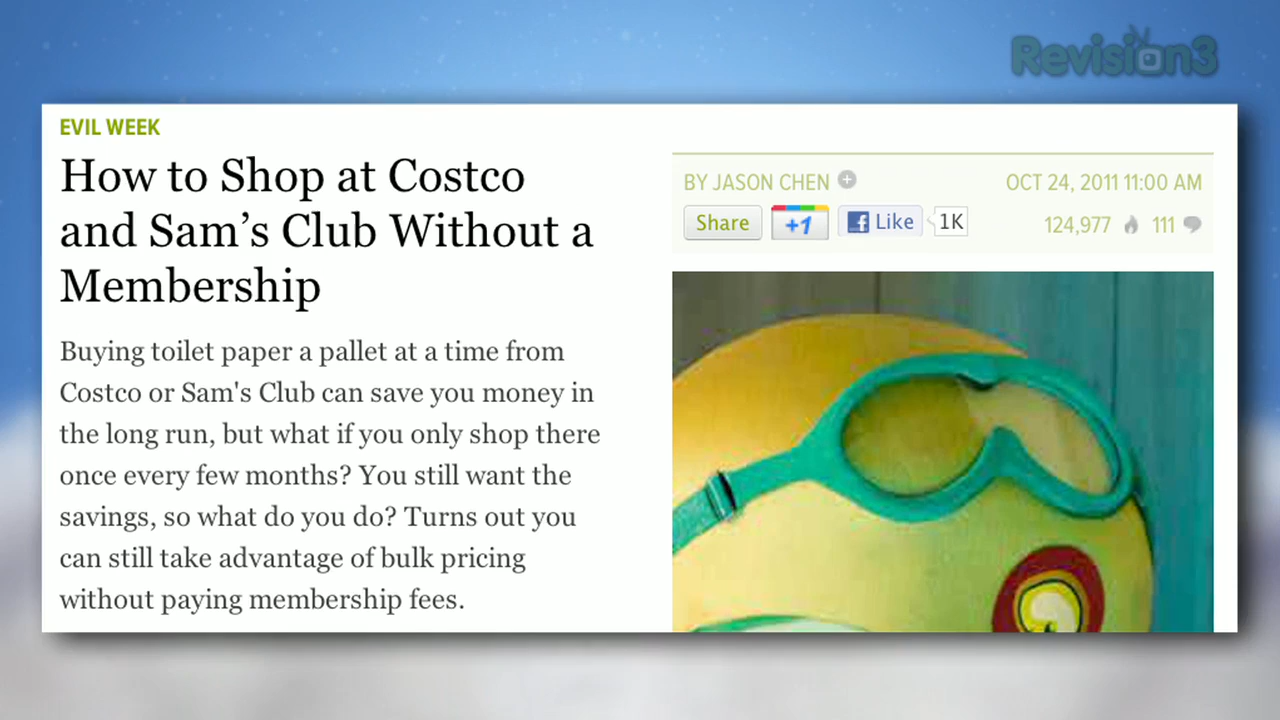 Revision3
EVIL WEEK
How to Shop at Costco
and Sam’s Club Without a
Membership
Buying toilet paper a pallet at a time from
Costco or Sam's Club can save you money in
the long run, but what if you only shop there
once every few months? You still want the
savings, so what do you do? Turns out you
can still take advantage of bulk pricing
without paying membership fees.
BY JASON CHEN +
OCT 24, 2011 11:00 AM
Share +1 Like 1K
124,977 111